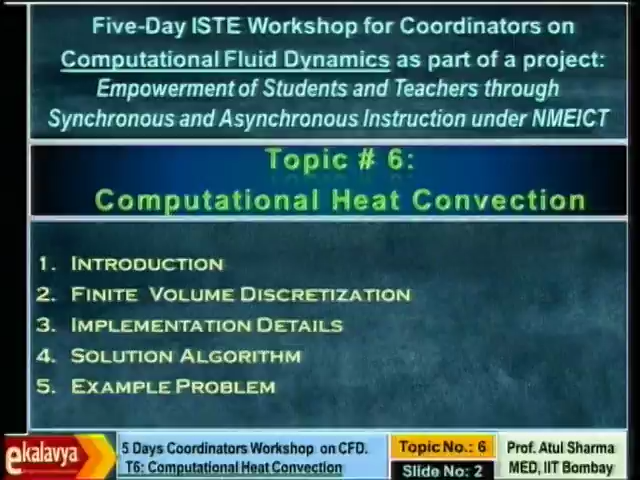 Five-Day ISTE Workshop for Coordinators on
Computational Fluid Dynamics as part of a project:
Empowerment of Students and Teachers through
Synchronous and Asynchronous Instruction under NMEICT
Topic # 6:
Computational Heat Convection
1. INTRODUCTION
2. FINITE VOLUME DISCRETIZATION
3. IMPLEMENTATION DETAILS
4. SOLUTION ALGORITHM
5. EXAMPLE PROBLEM
ekalavya
5 Days Coordinators Workshop on CFD.
T6: Computational Heat Convection
Topic No.: 6
Slide No: 2
Prof. Atul Sharma
MED, IIT Bombay